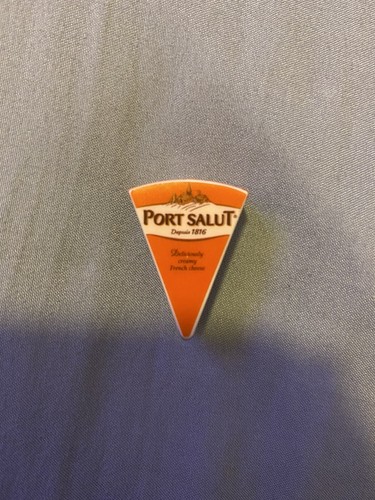 PORT SALUT
Depuis 1816
Deliciously
creamy
French cheese